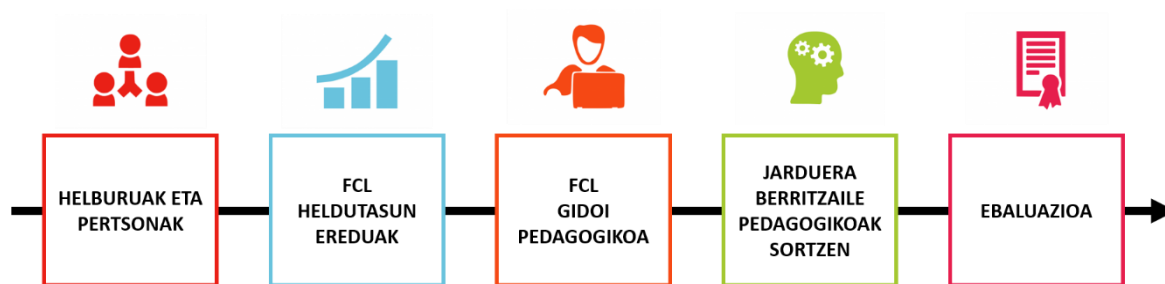 HELBURUAK ETA
PERTSONAK
FCL
HELDUTASUN
EREDUAK
FCL
GIDOI
PEDAGOGIKOA
JARDUERA
BERRITZAILE
PEDAGOGIKOAK
SORTZEN
EBALUAZIOA